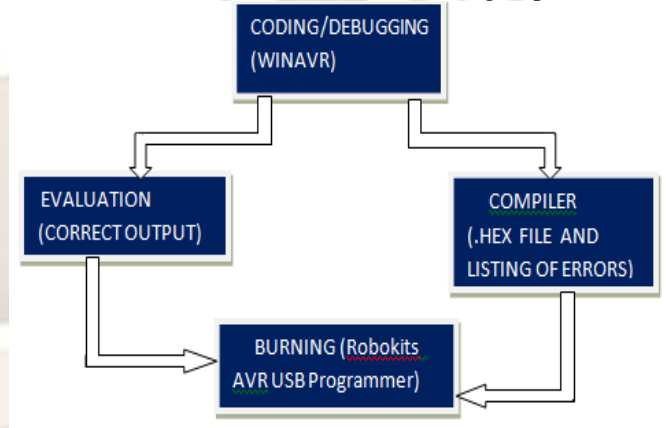 CODING/DEBUGGING
(WINAVR)
EVALUATION
(CORRECT OUTPUT)
COMPILER
(.HEX FILE AND
LISTING OF ERRORS)
BURNING (Robokits
AVR USB Programmer)